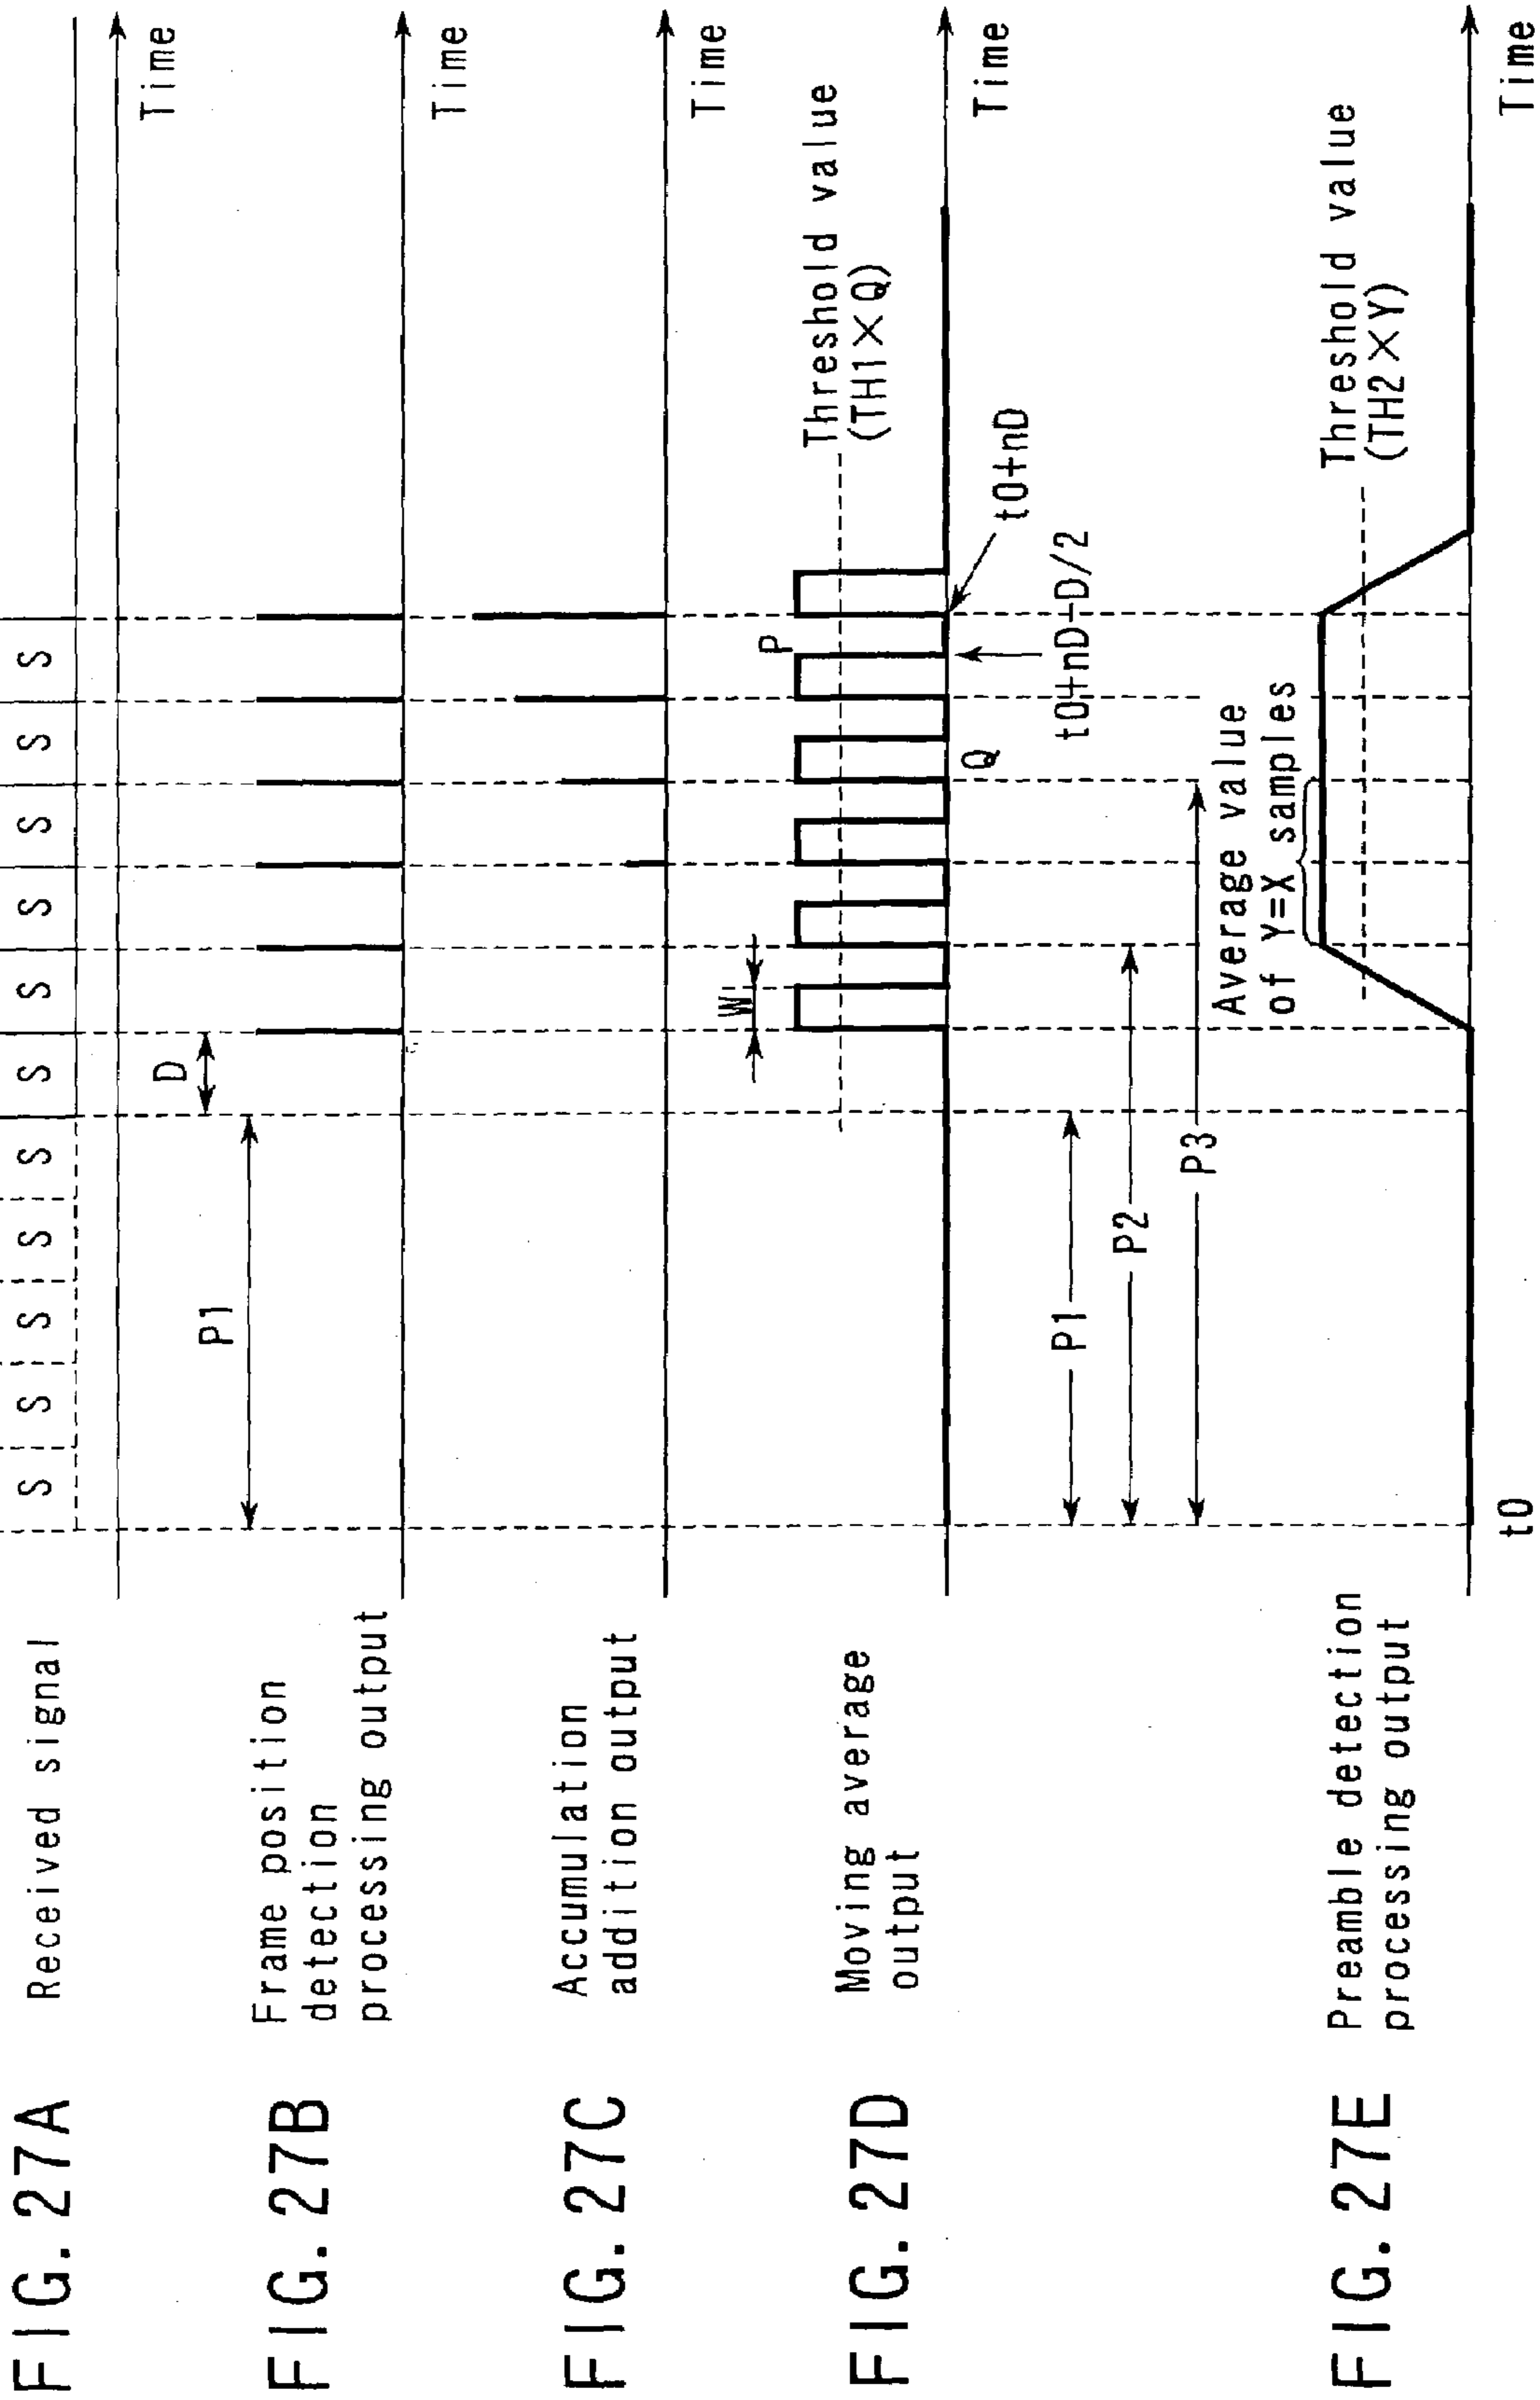 FIG. 27A
Received signal
S S S S S S S S S S S
Time
FIG. 27B
Frame position
detection
processing output
P1
D
Time
FIG. 27C
Accumulation
addition output
Time
FIG. 27D
Moving average
output
W
P
Q
Threshold value
(TH1×Q)
t0+nD
t0+nD+D/2
Time
P1
P2
P3
FIG. 27E
Preamble detection
processing output
Average value
of Y=X samples
Threshold value
(TH2×Y)
t0
Time